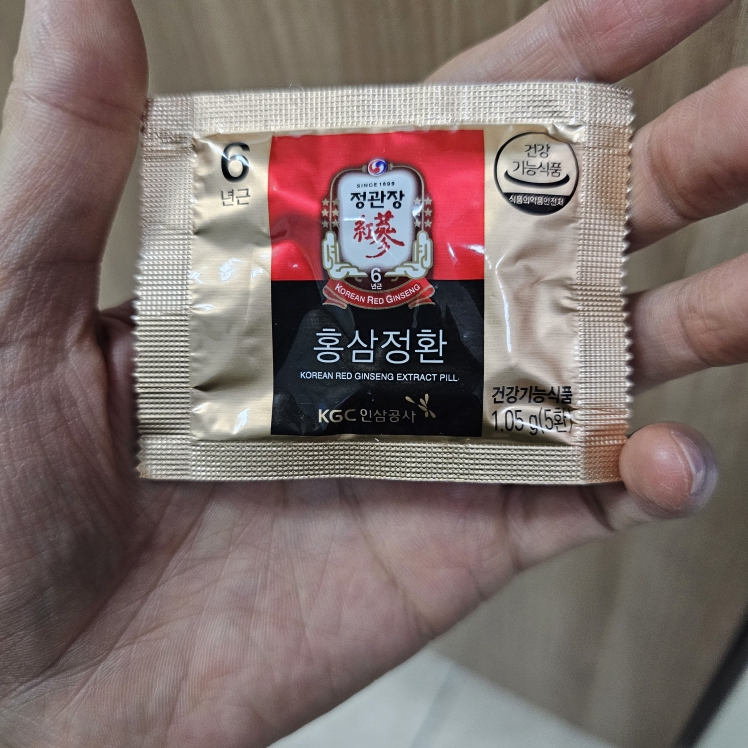 6
년근
SINCE 1899
정관장
紅蔘
6
년근
KOREAN RED GINSENG
홍삼정환
KOREAN RED GINSENG EXTRACT PILL
KGC 인삼공사
건강
기능식품
식품의약품안전처
건강기능식품
1.05 g(5환)